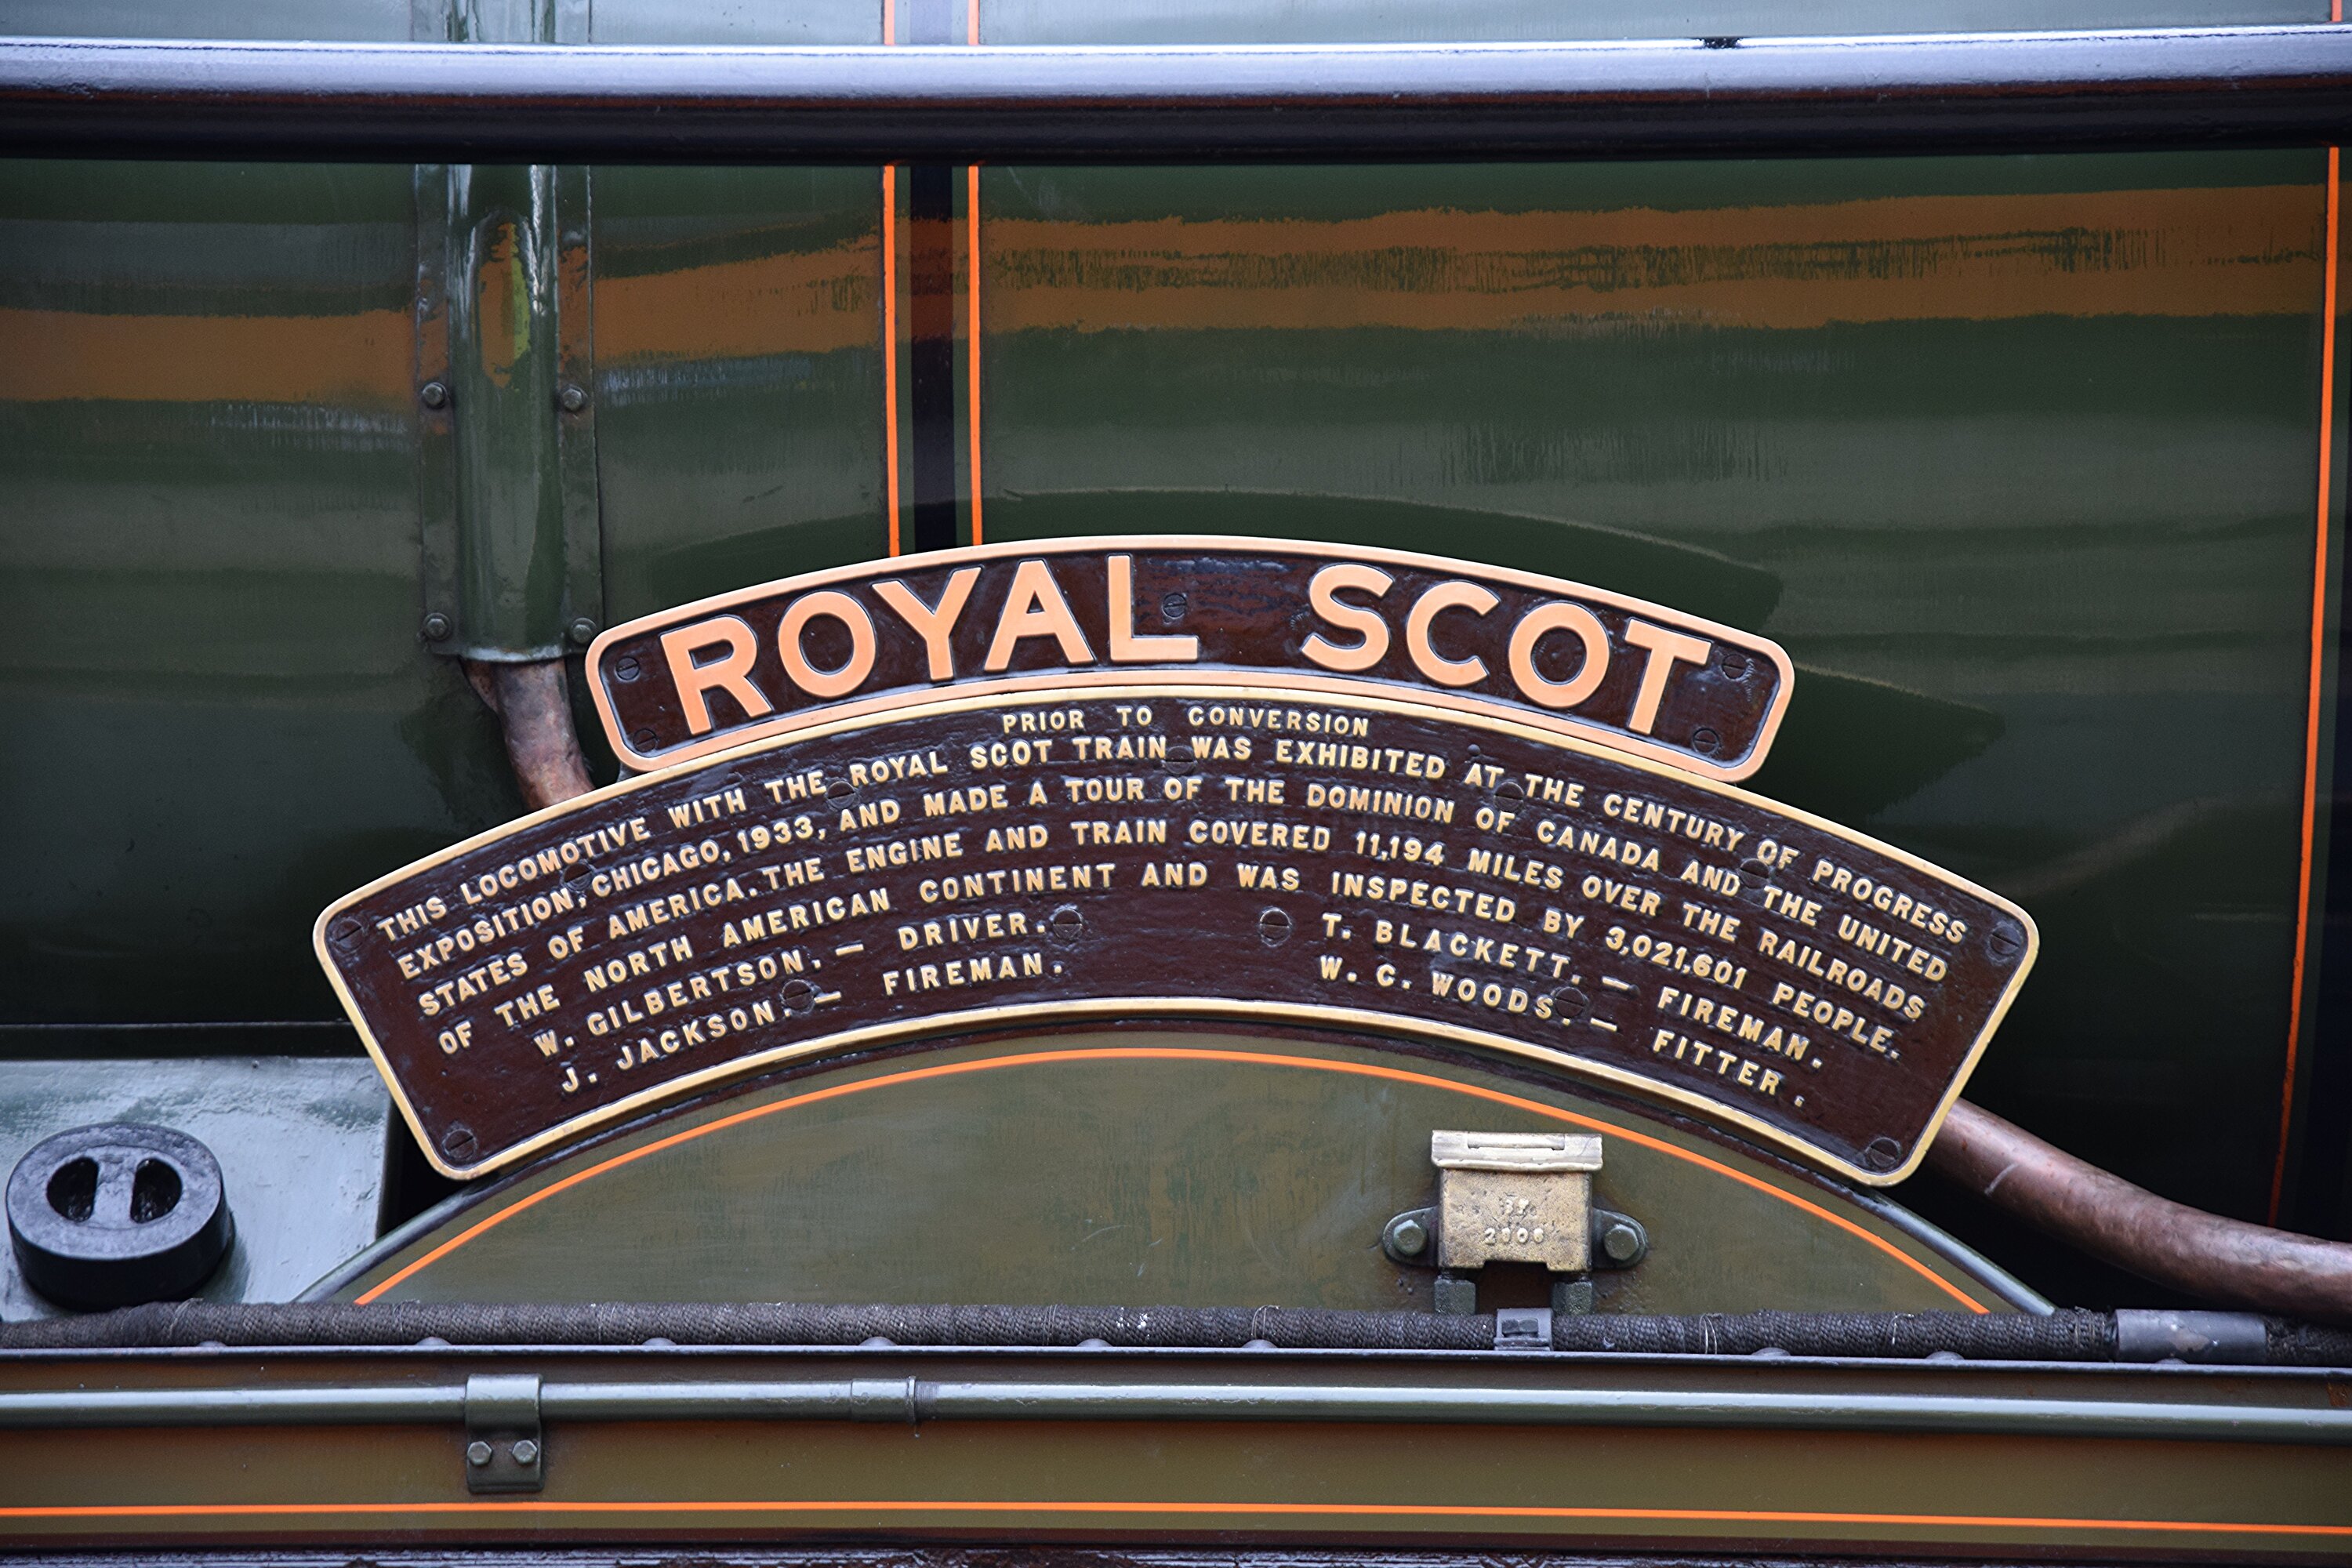 ROYAL SCOT
PRIOR TO CONVERSION
THIS LOCOMOTIVE WITH THE ROYAL SCOT TRAIN WAS EXHIBITED AT THE CENTURY OF PROGRESS
EXPOSITION, CHICAGO, 1933, AND MADE A TOUR OF THE DOMINION OF CANADA AND THE UNITED
STATES OF AMERICA. THE ENGINE AND TRAIN COVERED 11,194 MILES OVER THE RAILROADS
OF THE NORTH AMERICAN CONTINENT AND WAS INSPECTED BY 3,021,601 PEOPLE.
W. GILBERTSON. — DRIVER. T. BLACKETT. — FIREMAN.
J. JACKSON. — FIREMAN. W. C. WOODS. — FITTER.